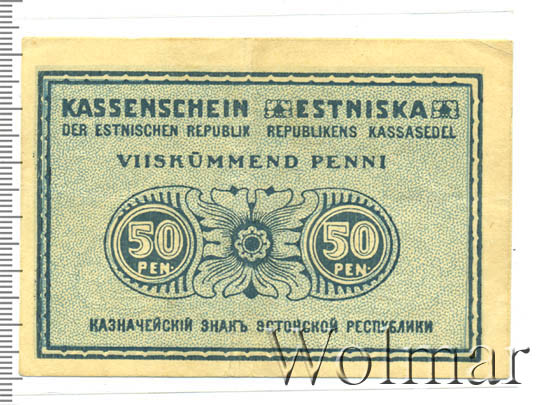 KASSENSCHEIN ESTNISKA
DER ESTNISCHEN REPUBLIK REPUBLIKENS KASSASEDEL
VIISKÜMMEND PENNI
50 50
PEN. PEN.
КАЗНАЧЕЙСКІЙ ЗНАКЪ ЭСТОНСКОЙ РЕСПУБЛИКИ
Wolmar